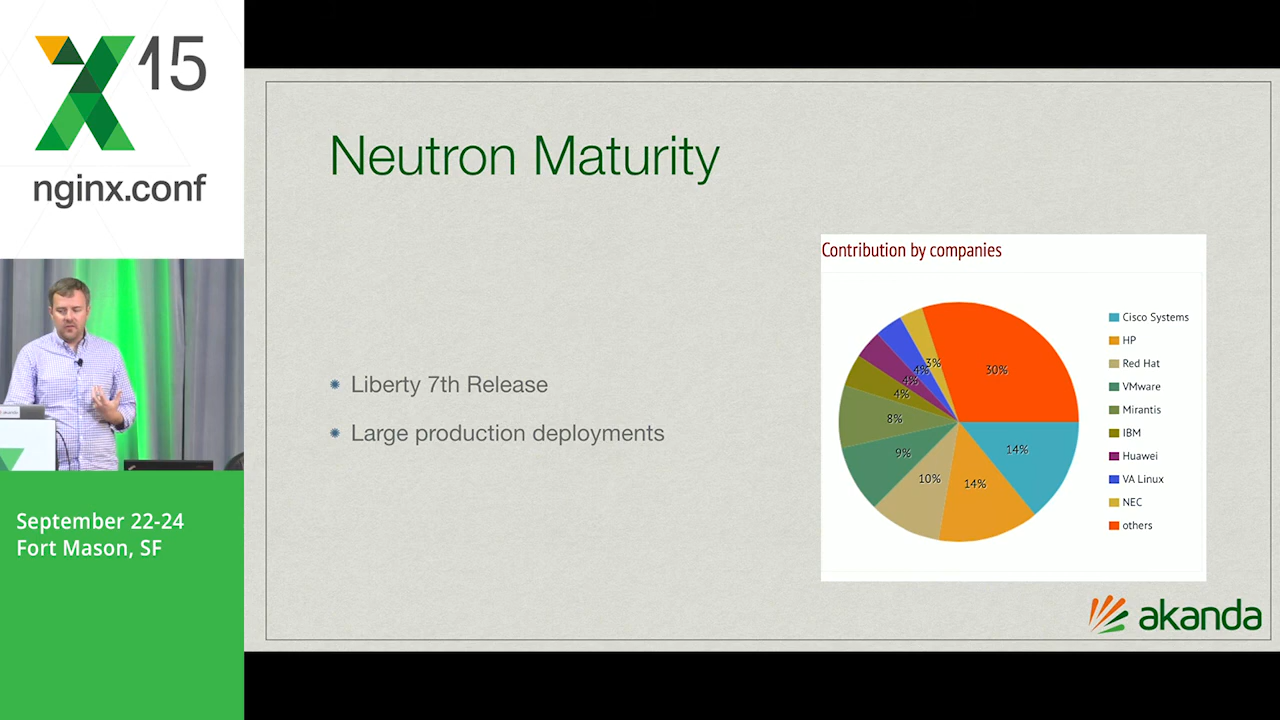 15
nginx.conf
September 22-24
Fort Mason, SF
Neutron Maturity
Liberty 7th Release
Large production deployments
Contribution by companies
30%
14%
14%
10%
9%
8%
4%
4%
4%
3%
Cisco Systems
HP
Red Hat
VMware
Mirantis
IBM
Huawei
VA Linux
NEC
others
akanda